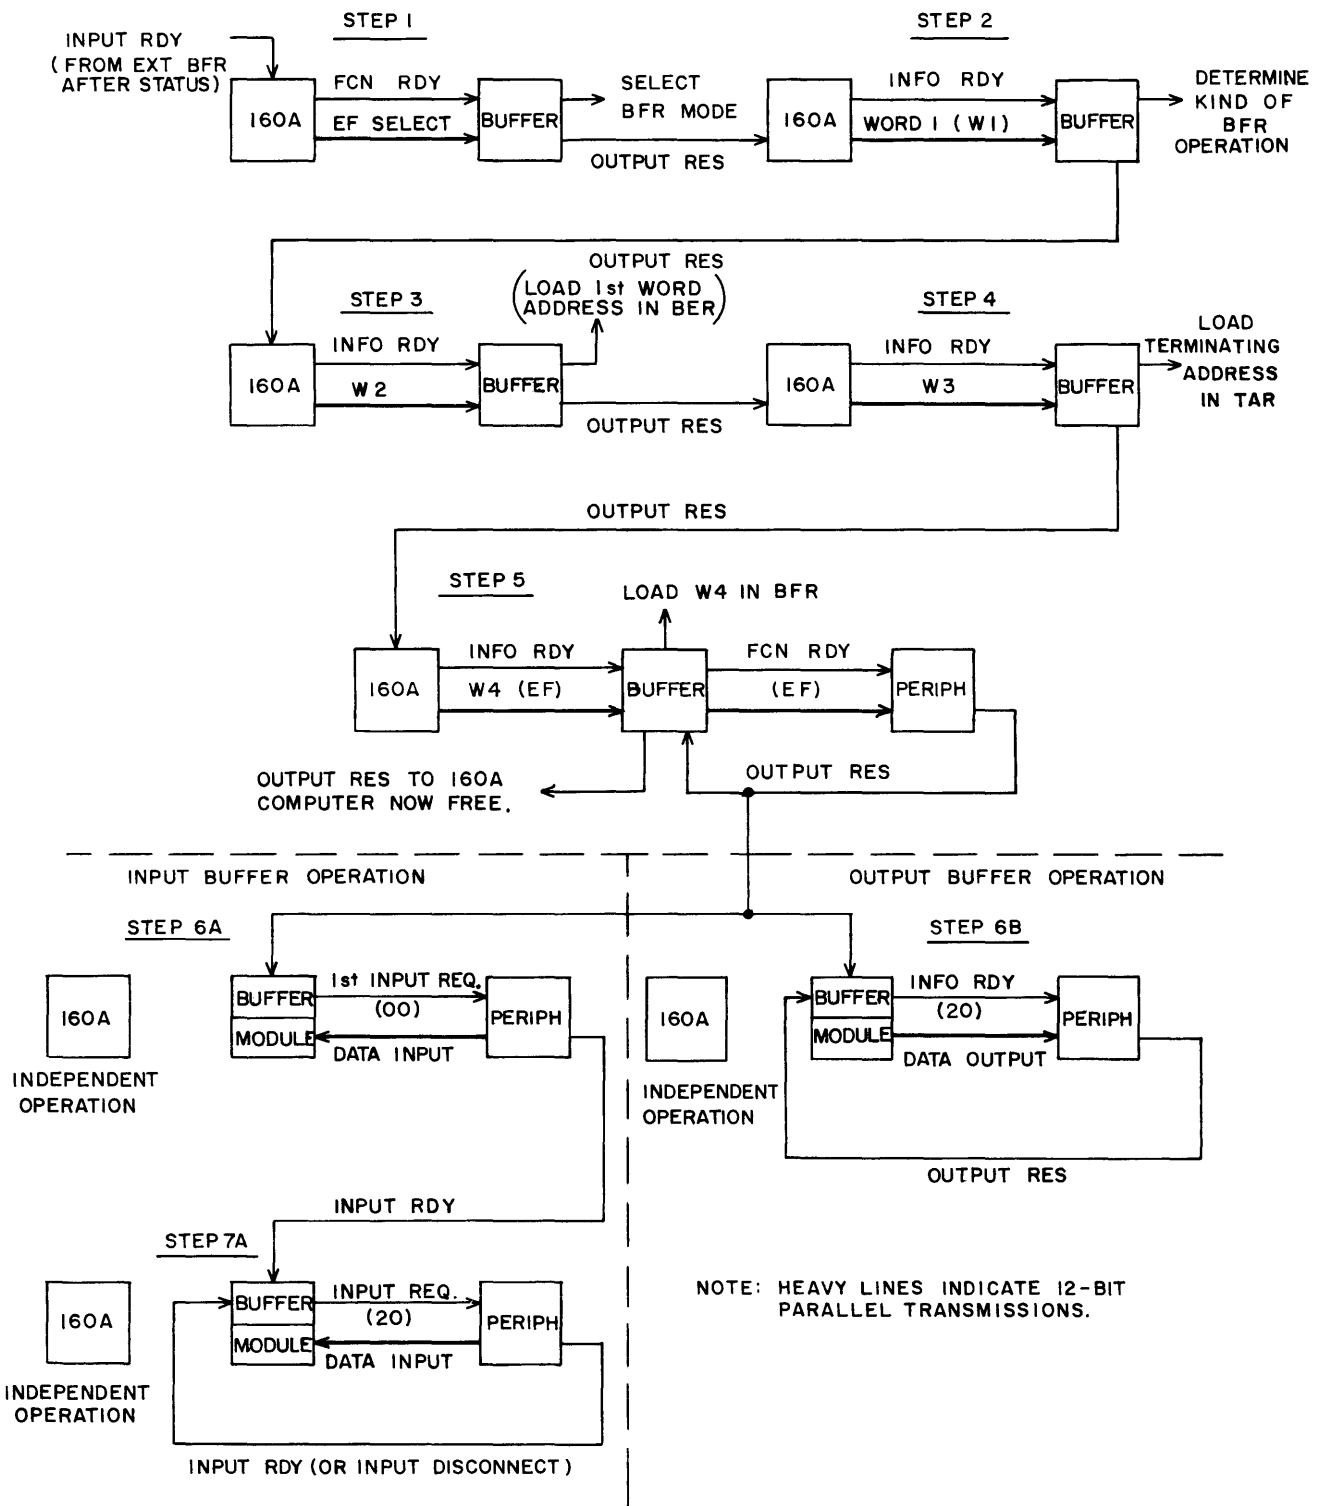 STEP 1
INPUT RDY
(FROM EXT BFR
AFTER STATUS)
160A
FCN RDY
EF SELECT
BUFFER
SELECT
BFR MODE
OUTPUT RES
STEP 2
160A
INFO RDY
WORD 1 (W1)
BUFFER
DETERMINE
KIND OF
BFR
OPERATION
OUTPUT RES
STEP 3
160A
INFO RDY
W2
BUFFER
(LOAD 1st WORD
ADDRESS IN BER)
OUTPUT RES
STEP 4
160A
INFO RDY
W3
BUFFER
LOAD
TERMINATING
ADDRESS
IN TAR
OUTPUT RES
STEP 5
160A
INFO RDY
W4 (EF)
BUFFER
LOAD W4 IN BFR
FCN RDY
(EF)
PERIPH
OUTPUT RES
OUTPUT RES TO 160A
COMPUTER NOW FREE.
INPUT BUFFER OPERATION
STEP 6A
160A
INDEPENDENT
OPERATION
BUFFER
MODULE
1st INPUT REQ.
(00)
DATA INPUT
PERIPH
INPUT RDY
STEP 7A
160A
INDEPENDENT
OPERATION
BUFFER
MODULE
INPUT REQ.
(20)
DATA INPUT
PERIPH
INPUT RDY (OR INPUT DISCONNECT)
OUTPUT BUFFER OPERATION
STEP 6B
160A
INDEPENDENT
OPERATION
BUFFER
MODULE
INFO RDY
(20)
DATA OUTPUT
PERIPH
OUTPUT RES
NOTE: HEAVY LINES INDICATE 12-BIT
PARALLEL TRANSMISSIONS.